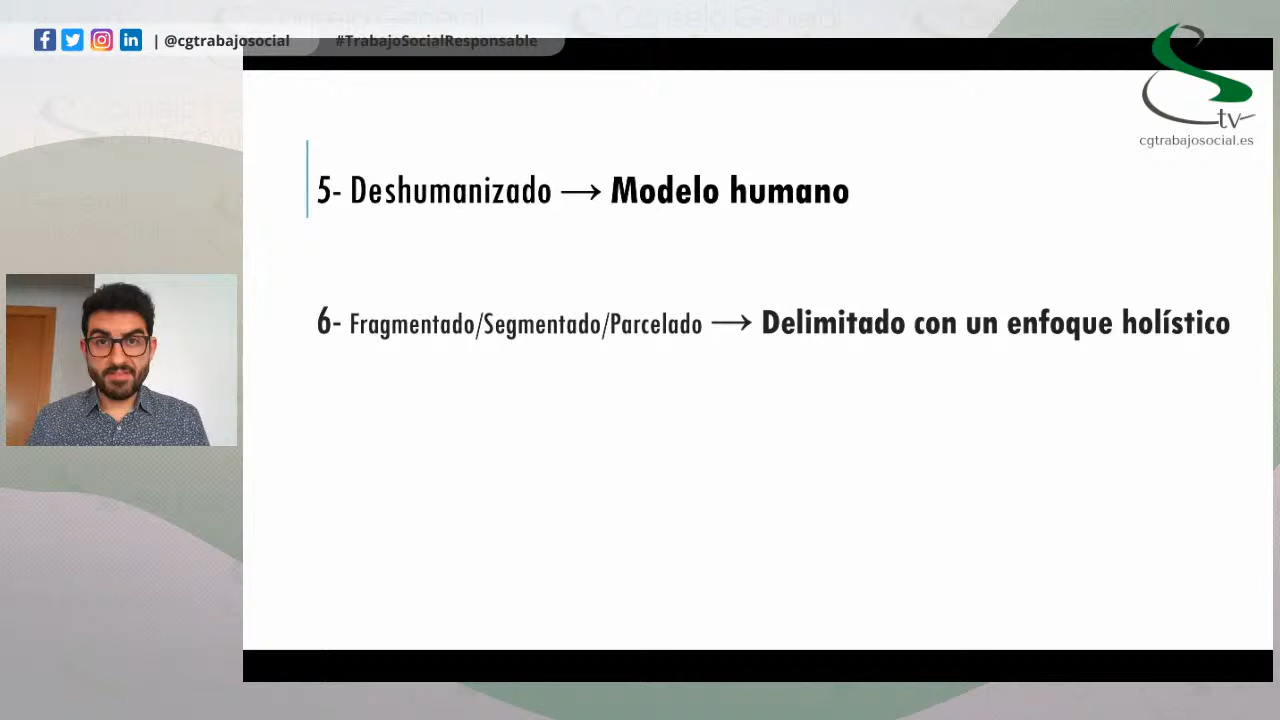 | @cgtrabajosocial
#TrabajoSocialResponsable
tv
cgtrabajosocial.es
5- Deshumanizado → Modelo humano
6- Fragmentado/Segmentado/Parcelado → Delimitado con un enfoque holístico